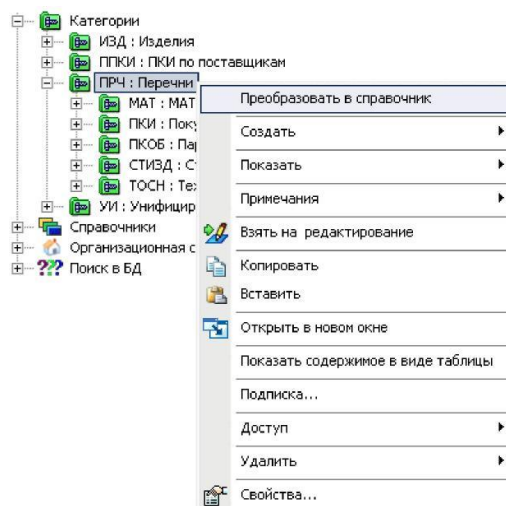 Категории
ИЗД : Изделия
ППКИ : ПКИ по поставщикам
ПРЧ : Перечни
МАТ : МАТ
ПКИ : Поку
ПКОБ : Пар
СТИЗД : Ст
ТОСН : Тех
УИ : Унифицир
Справочники
Организационная с
??? Поиск в БД
Преобразовать в справочник
Создать
Показать
Примечания
Взять на редактирование
Копировать
Вставить
Открыть в новом окне
Показать содержимое в виде таблицы
Подписка...
Доступ
Удалить
Свойства...